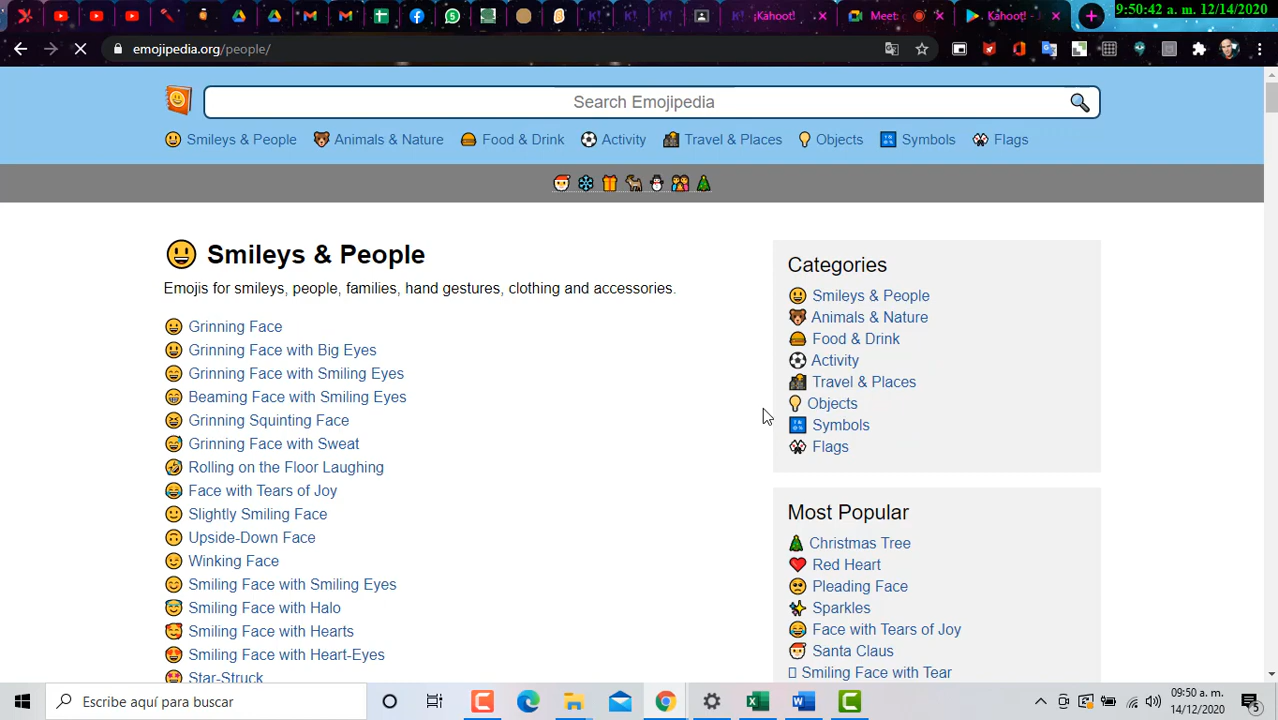 ¡Kahoot!
Meet:
Kahoot! -
9:50:42 a. m. 12/14/2020
emojipedia.org/people/
Search Emojipedia
Smileys & People
Animals & Nature
Food & Drink
Activity
Travel & Places
Objects
Symbols
Flags
Smileys & People
Emojis for smileys, people, families, hand gestures, clothing and accessories.
Grinning Face
Grinning Face with Big Eyes
Grinning Face with Smiling Eyes
Beaming Face with Smiling Eyes
Grinning Squinting Face
Grinning Face with Sweat
Rolling on the Floor Laughing
Face with Tears of Joy
Slightly Smiling Face
Upside-Down Face
Winking Face
Smiling Face with Smiling Eyes
Smiling Face with Halo
Smiling Face with Hearts
Smiling Face with Heart-Eyes
Star-Struck
Categories
Smileys & People
Animals & Nature
Food & Drink
Activity
Travel & Places
Objects
Symbols
Flags
Most Popular
Christmas Tree
Red Heart
Pleading Face
Sparkles
Face with Tears of Joy
Santa Claus
Smiling Face with Tear
Escribe aquí para buscar
09:50 a. m.
14/12/2020
5